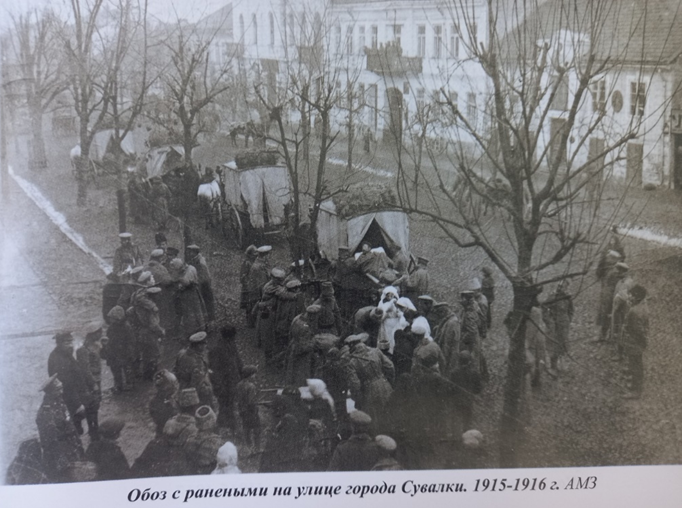 Обоз с ранеными на улице города Сувалки. 1915-1916 г. АМЗ